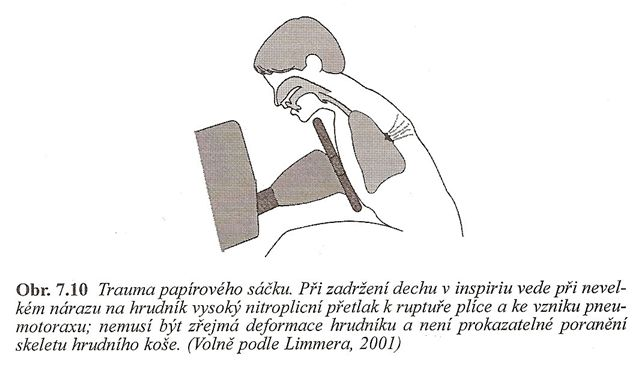 Obr. 7.10 Trauma papírového sáčku. Při zadržení dechu v inspiriu vede při nevel-
kém nárazu na hrudník vysoký nitroplicní přetlak k ruptuře plíce a ke vzniku pneu-
motoraxu; nemusí být zřejmá deformace hrudníku a není prokazatelné poranění
skeletu hrudního koše. (Volně podle Limmera, 2001)